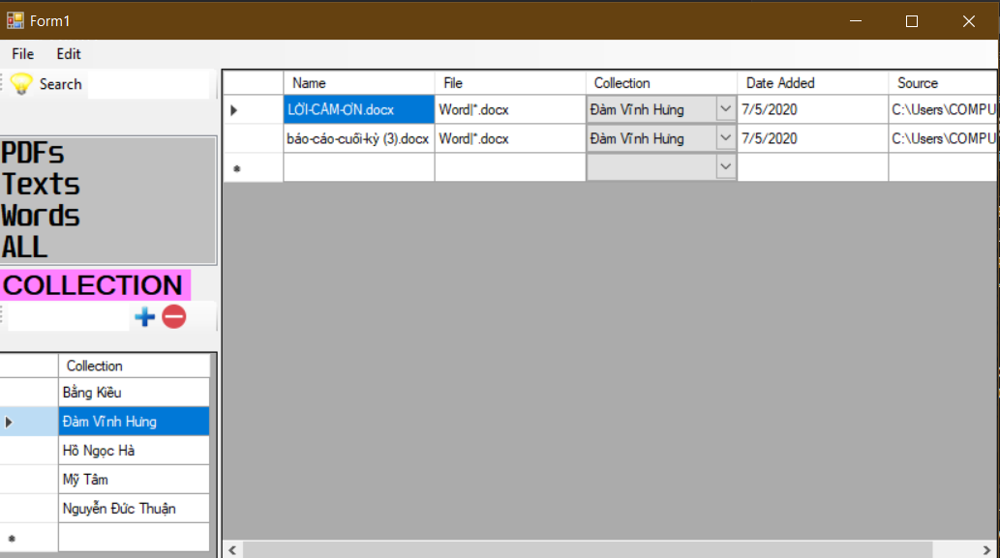 Form1
File Edit
Search
PDFs
Texts
Words
ALL
COLLECTION
Collection
Bằng Kiều
Đàm Vĩnh Hưng
Hồ Ngọc Hà
Mỹ Tâm
Nguyễn Đức Thuận
Name File Collection Date Added Source
LỜI-CẢM-ƠN.docx Word|*.docx Đàm Vĩnh Hưng 7/5/2020 C:\Users\COMPU
báo-cáo-cuối-kỳ (3).docx Word|*.docx Đàm Vĩnh Hưng 7/5/2020 C:\Users\COMPU